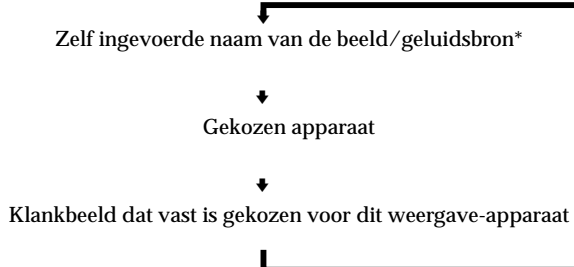 Zelf ingevoerde naam van de beeld/geluidsbron*
Gekozen apparaat
Klankbeeld dat vast is gekozen voor dit weergave-apparaat